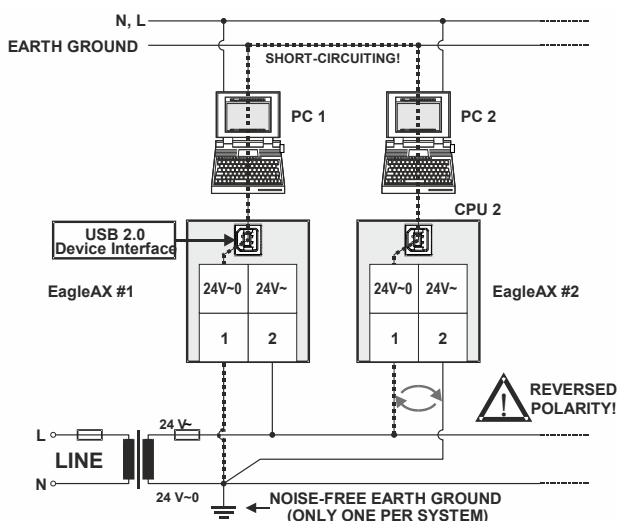 N, L
EARTH GROUND
SHORT-CIRCUITING!
PC 1
PC 2
CPU 2
USB 2.0
Device Interface
EagleAX #1
24V~0
24V~
1
2
24V~0
24V~
1
2
EagleAX #2
REVERSED
POLARITY!
!
L
24 V~
LINE
N
24 V~0
NOISE-FREE EARTH GROUND
(ONLY ONE PER SYSTEM)